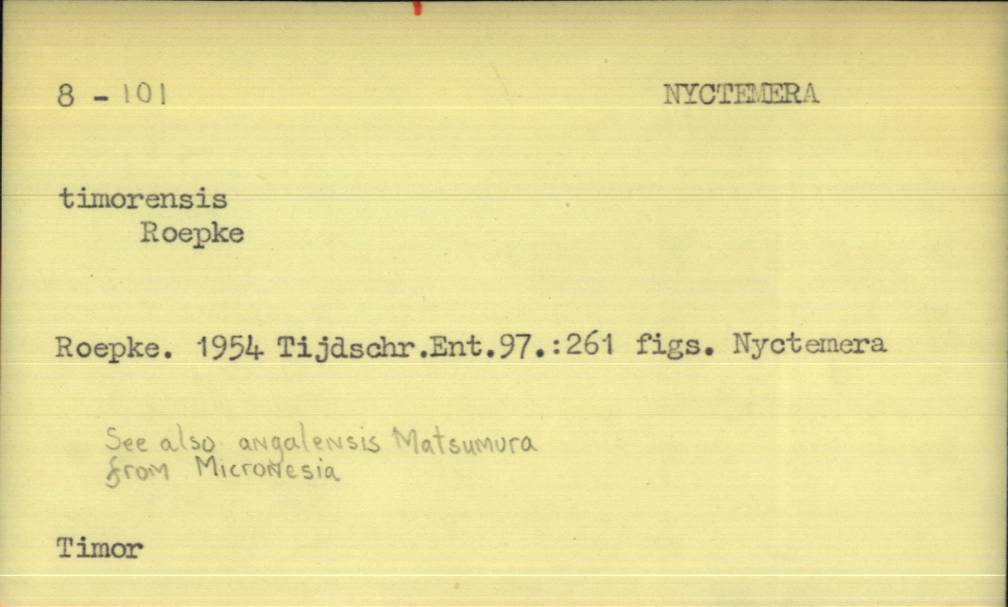 8 - 101 NYCTEMERA
timorensis
Roepke
Roepke. 1954 Tijdschr.Ent.97.:261 figs. Nyctemera
See also angalensis Matsumura
from Micronesia
Timor